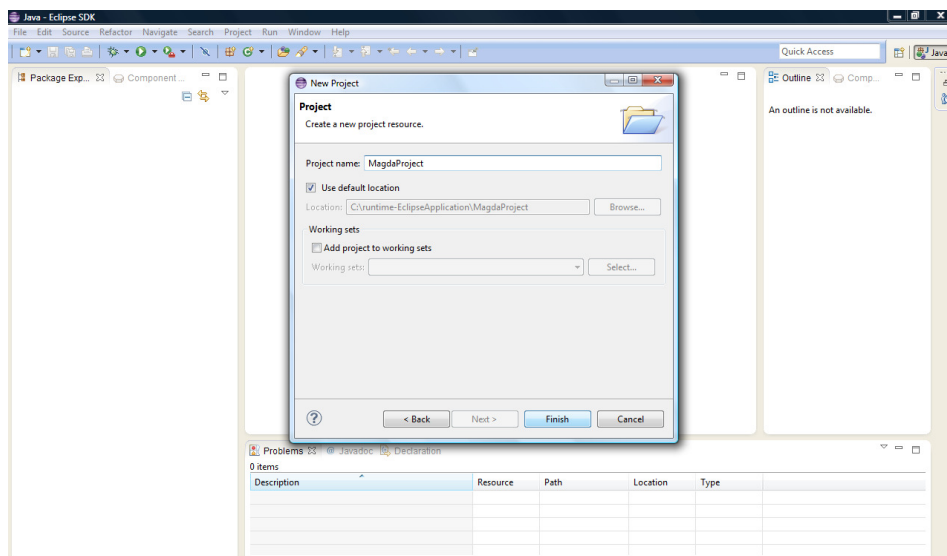 Java - Eclipse SDK
File Edit Source Refactor Navigate Search Project Run Window Help
Quick Access
Java
Package Exp...
Component ...
Outline
Comp...
An outline is not available.
New Project
Project
Create a new project resource.
Project name: MagdaProject
Use default location
Location: C:\runtime-EclipseApplication\MagdaProject
Browse...
Working sets
Add project to working sets
Working sets:
Select...
?
< Back
Next >
Finish
Cancel
Problems
@ Javadoc
Declaration
0 items
Description Resource Path Location Type